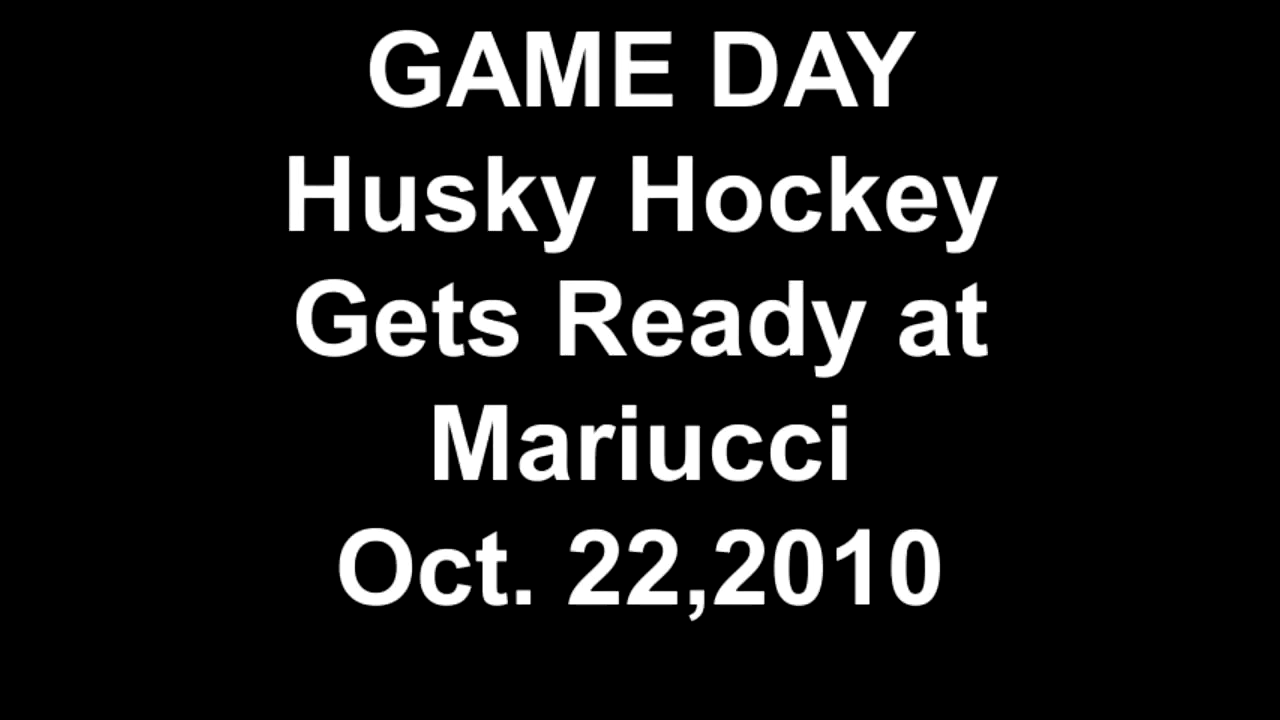 GAME DAY
Husky Hockey
Gets Ready at
Mariucci
Oct. 22,2010